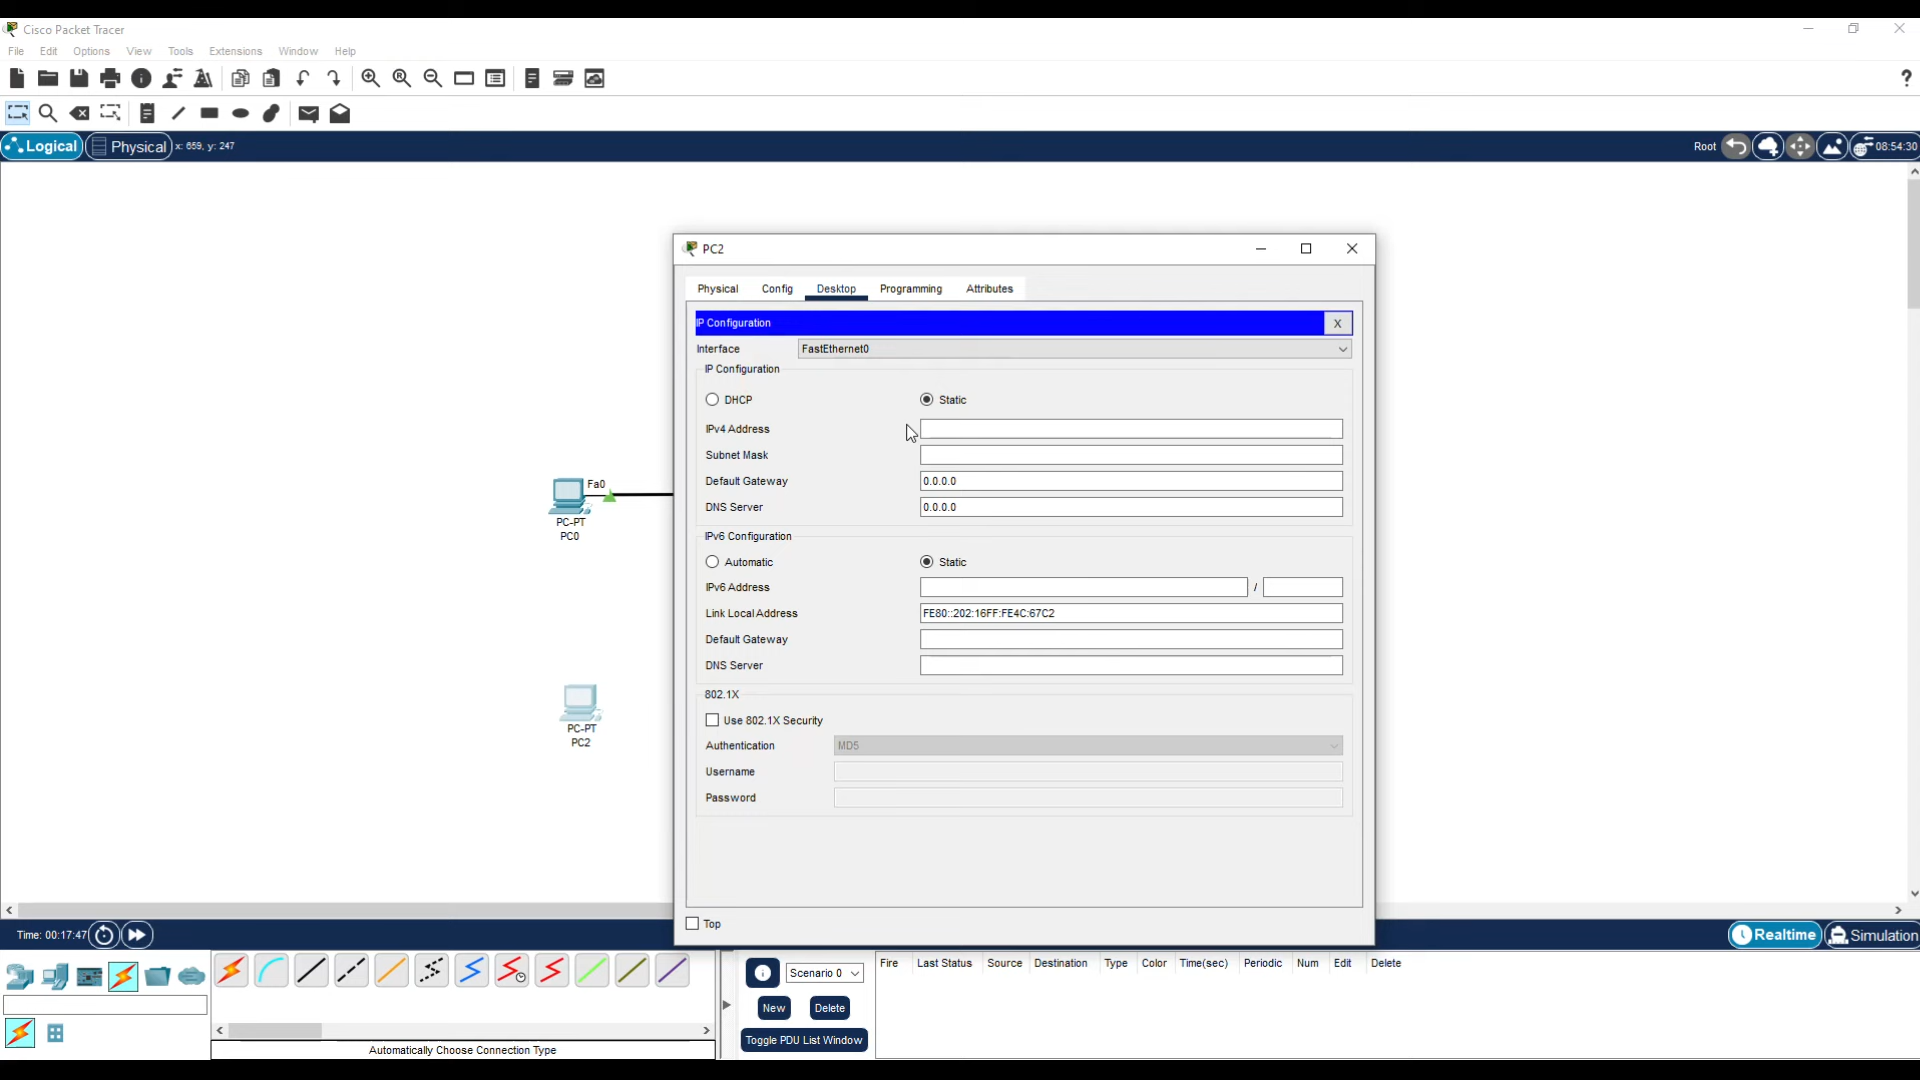 Cisco Packet Tracer
File Edit Options View Tools Extensions Window Help
?
Logical Physical x: 659, y: 247 Root 08:54:30
PC2
Physical Config Desktop Programming Attributes
IP Configuration X
Interface FastEthernet0
IP Configuration
DHCP Static
IPv4 Address
Subnet Mask
Default Gateway 0.0.0.0
DNS Server 0.0.0.0
IPv6 Configuration
Automatic Static
IPv6 Address /
Link Local Address FE80::202:16FF:FE4C:67C2
Default Gateway
DNS Server
802.1X
Use 802.1X Security
Authentication MD5
Username
Password
Top
Fa0
PC-PT
PC0
PC-PT
PC2
Time: 00:17:47 Realtime Simulation
Scenario 0
New Delete
Toggle PDU List Window
Fire Last Status Source Destination Type Color Time(sec) Periodic Num Edit Delete
Automatically Choose Connection Type